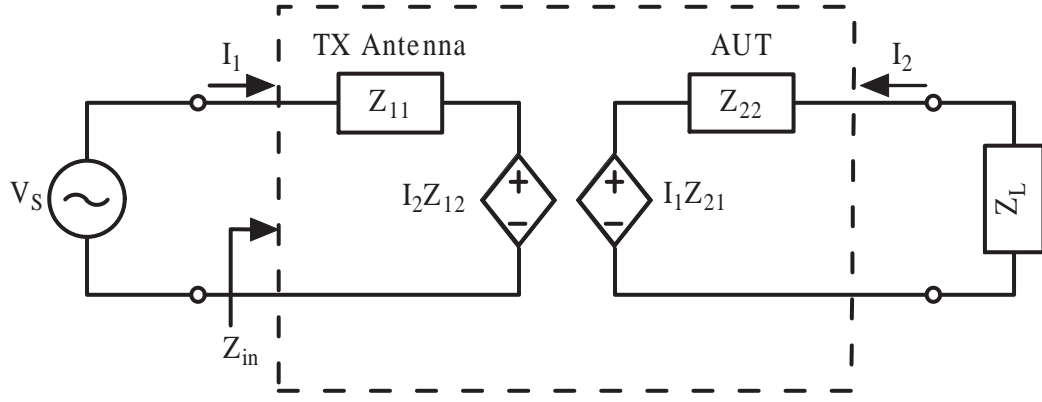 TX Antenna
AUT
I1
I2
Z11
Z22
VS
I2Z12
I1Z21
ZL
Zin